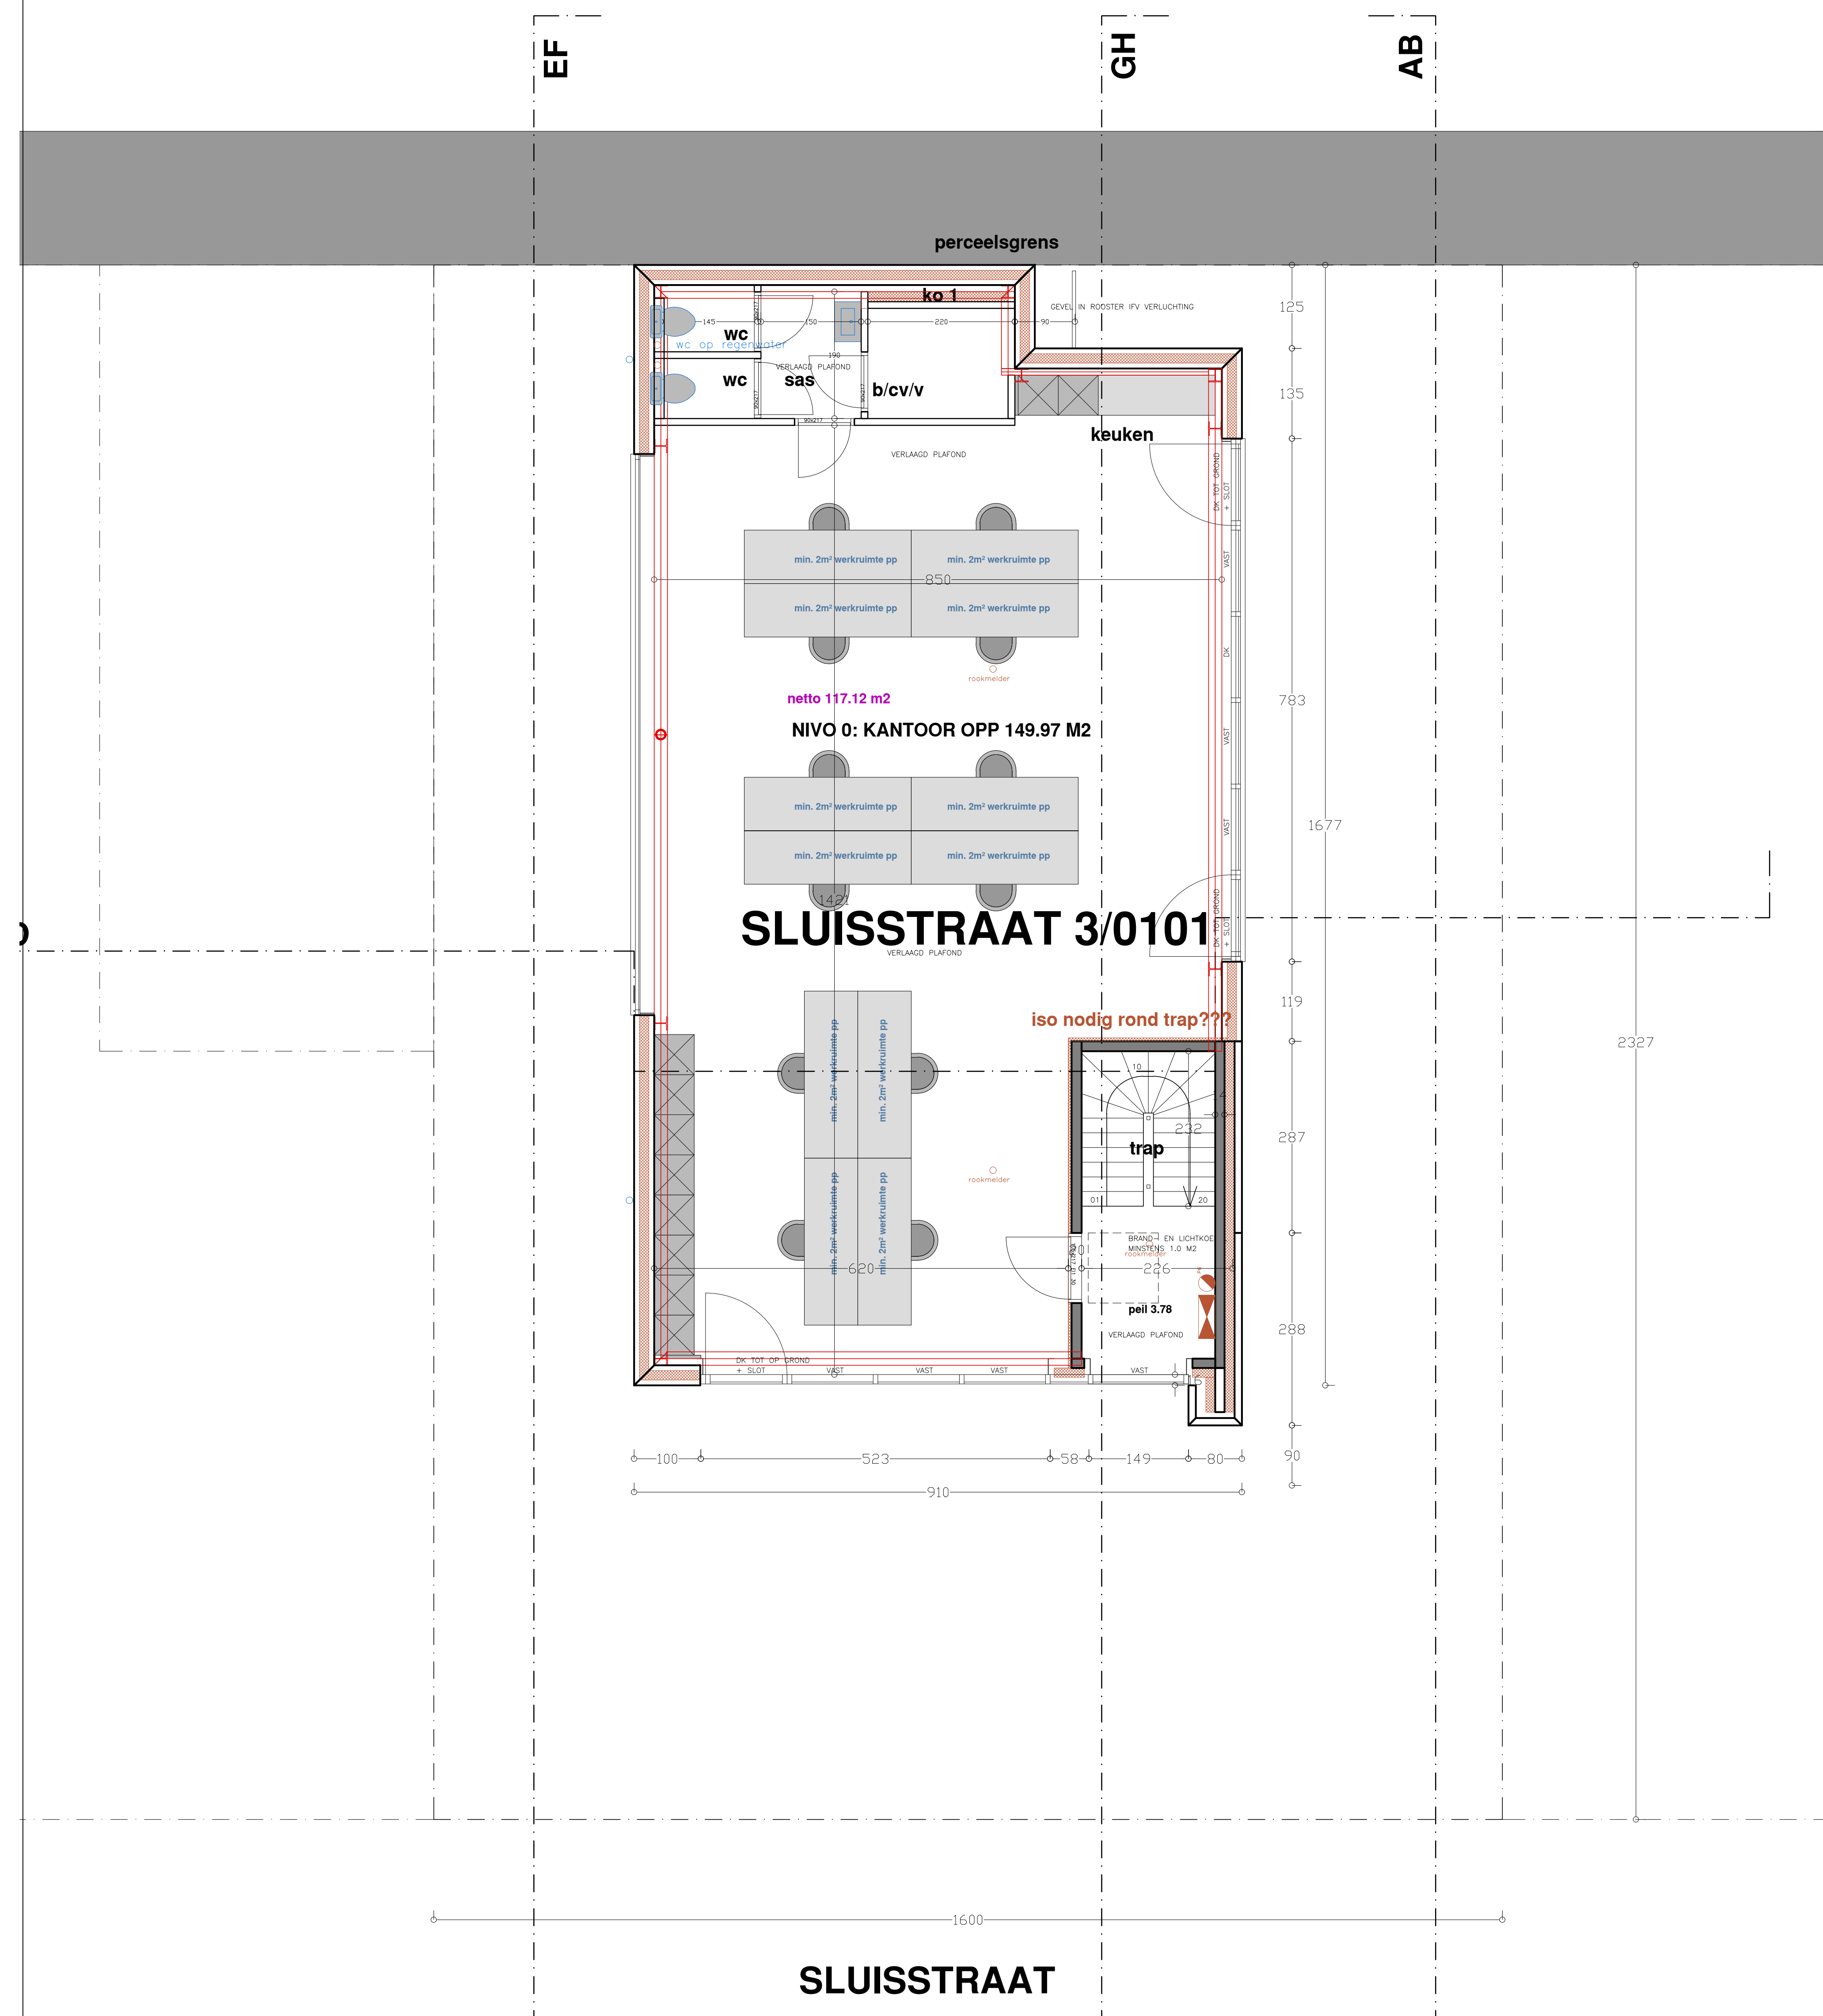 EF
GH
AB
perceelsgrens
ko 1
GEVEL IN ROOSTER IFV VERLUCHTING
125
145
150
220
90
wc
90x217
wc op regenwater
190
VERLAAGD PLAFOND
wc
sas
b/cv/v
90x217
90x217
135
90x217
keuken
VERLAAGD PLAFOND
DK TOT GROND
+ SLOT
min. 2m² werkruimte pp
min. 2m² werkruimte pp
VAST
850
min. 2m² werkruimte pp
min. 2m² werkruimte pp
DK
rookmelder
netto 117.12 m2
783
NIVO 0: KANTOOR OPP 149.97 M2
VAST
min. 2m² werkruimte pp
min. 2m² werkruimte pp
VAST
1677
min. 2m² werkruimte pp
min. 2m² werkruimte pp
1421
SLUISSTRAAT 3/0101
DK TOT GROND
+ SLOT
VERLAAGD PLAFOND
119
iso nodig rond trap???
2327
min. 2m² werkruimte pp
min. 2m² werkruimte pp
10
232
287
trap
rookmelder
01
20
min. 2m² werkruimte pp
min. 2m² werkruimte pp
BRAND- EN LICHTKOE
MINSTENS 1.0 M2
rookmelder
620
226
peil 3.78
288
VERLAAGD PLAFOND
DK TOT OP GROND
+ SLOT
VAST
VAST
VAST
VAST
90
100
523
58
149
80
910
1600
SLUISSTRAAT